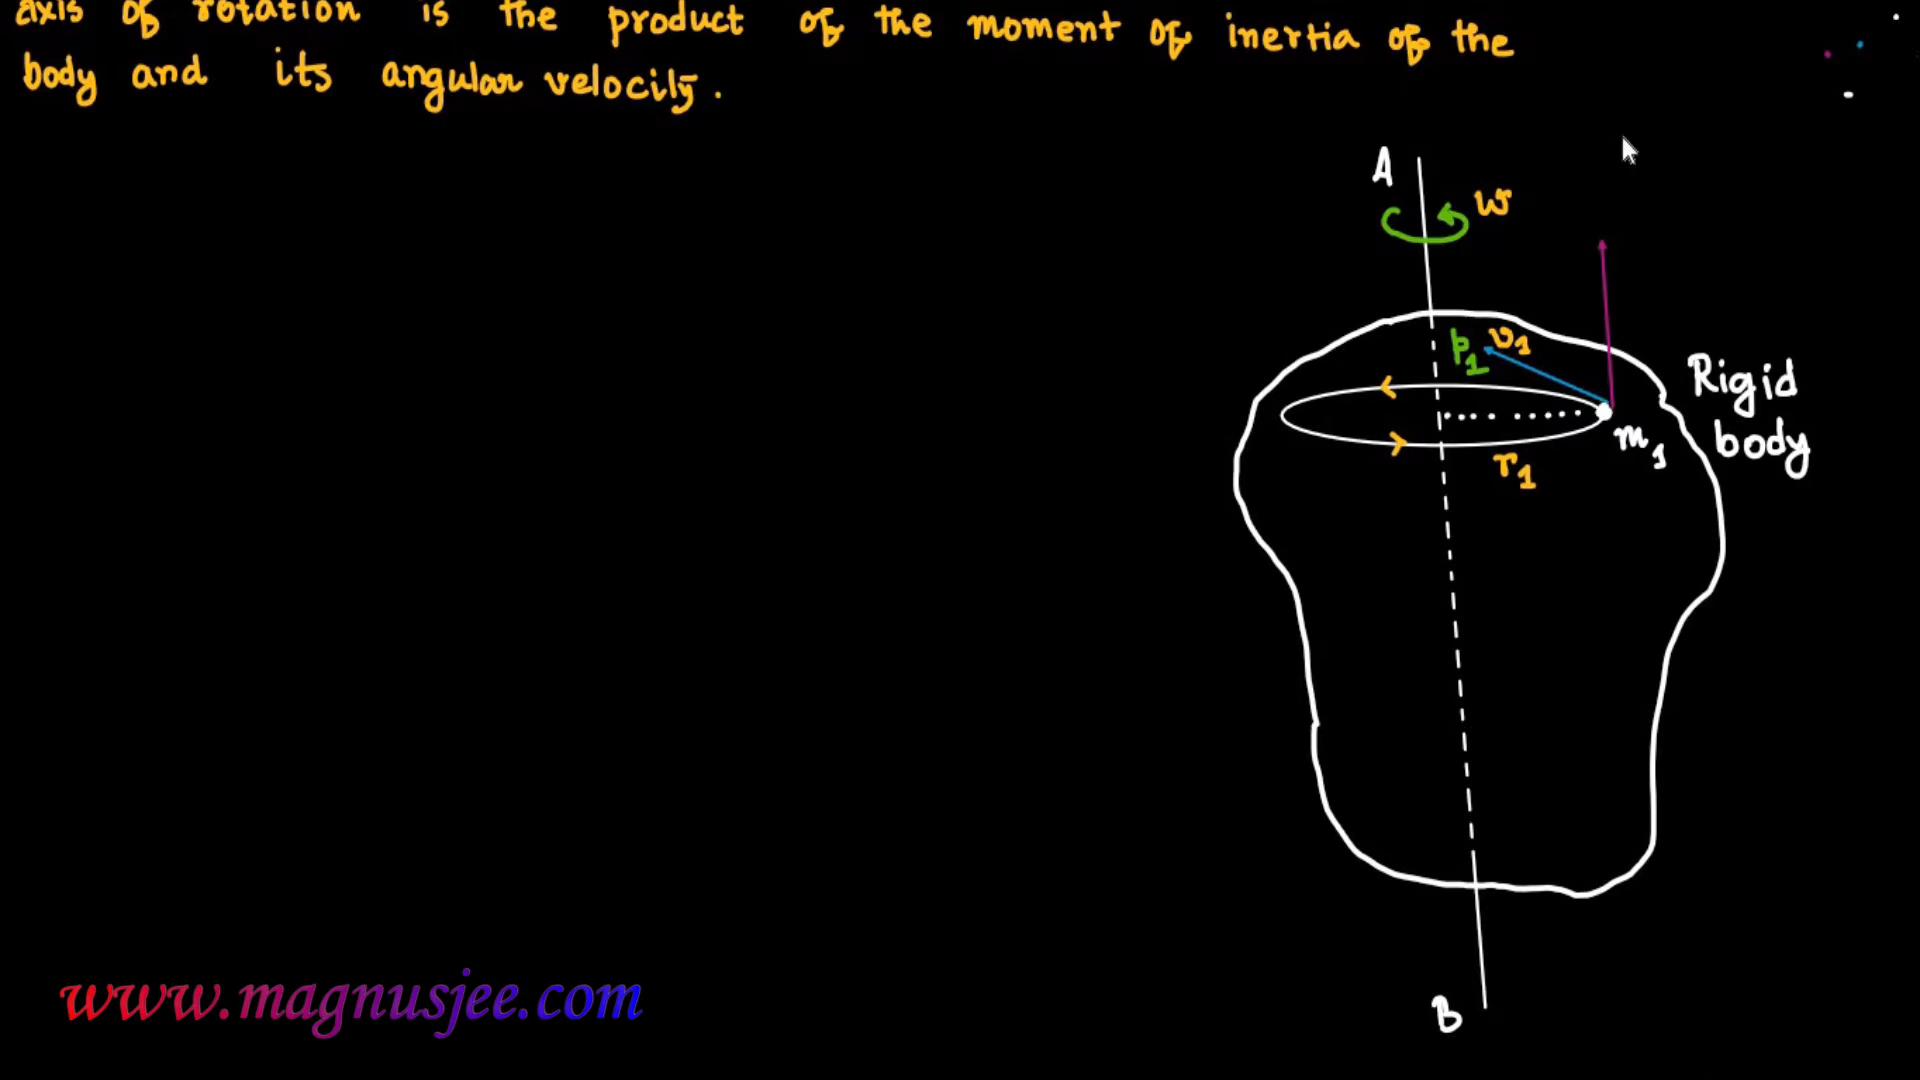 axis of rotation is the product of the moment of inertia of the
body and its angular velocity.
A
ω
p₁ v₁
Rigid
body
m₁
r₁
B
www.magnusjee.com